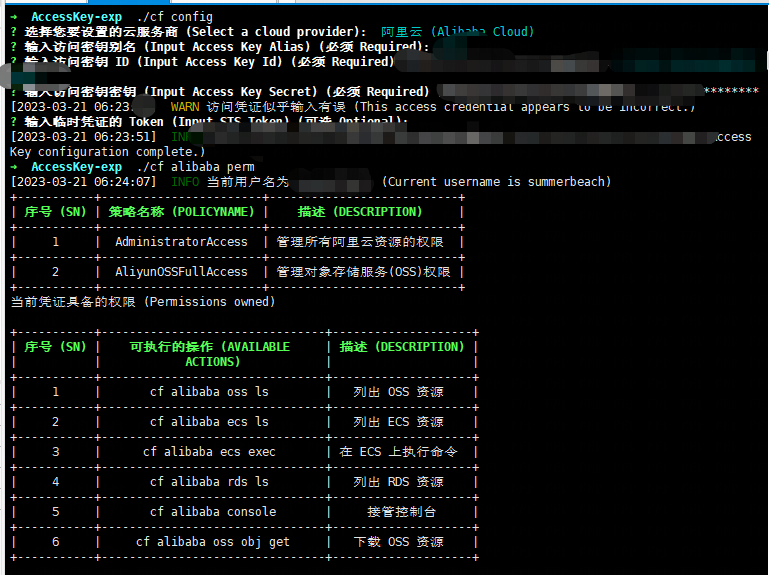 ➜ AccessKey-exp ./cf config
? 选择您要设置的云服务商 (Select a cloud provider): 阿里云 (Alibaba Cloud)
? 输入访问密钥别名 (Input Access Key Alias) (必须 Required):
? 输入访问密钥 ID (Input Access Key Id) (必须 Required)
? 输入访问密钥密钥 (Input Access Key Secret) (必须 Required) ********
[2023-03-21 06:23: WARN 访问凭证似乎输入有误 (This access credential appears to be incorrect.)
? 输入临时凭证的 Token (Input STS Token) (可选 Optional):
[2023-03-21 06:23:51] ccess
Key configuration complete.)
➜ AccessKey-exp ./cf alibaba perm
[2023-03-21 06:24:07] INFO 当前用户名为 (Current username is summerbeach)
序号 (SN) | 策略名称 (POLICYNAME) | 描述 (DESCRIPTION)
1 | AdministratorAccess | 管理所有阿里云资源的权限
2 | AliyunOSSFullAccess | 管理对象存储服务(OSS)权限
当前凭证具备的权限 (Permissions owned)
序号 (SN) | 可执行的操作 (AVAILABLE | 描述 (DESCRIPTION)
ACTIONS)
1 | cf alibaba oss ls | 列出 OSS 资源
2 | cf alibaba ecs ls | 列出 ECS 资源
3 | cf alibaba ecs exec | 在 ECS 上执行命令
4 | cf alibaba rds ls | 列出 RDS 资源
5 | cf alibaba console | 接管控制台
6 | cf alibaba oss obj get | 下载 OSS 资源